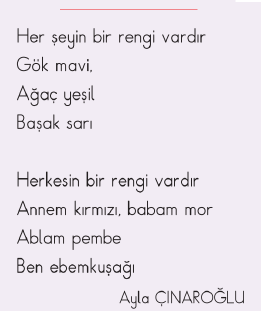 Her şeyin bir rengi vardır
Gök mavi,
Ağaç yeşil
Başak sarı
Herkesin bir rengi vardır
Annem kırmızı, babam mor
Ablam pembe
Ben ebemkuşağı
Ayla ÇINAROĞLU